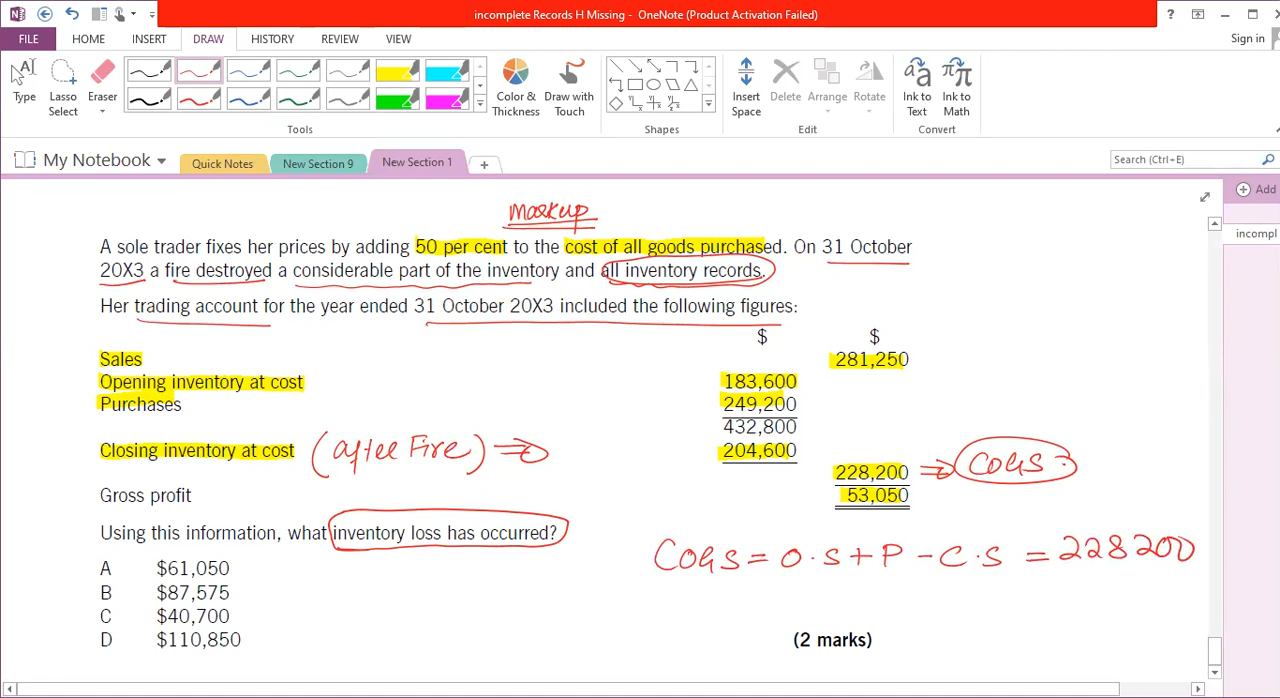 incomplete Records H Missing - OneNote (Product Activation Failed)
?
FILE HOME INSERT DRAW HISTORY REVIEW VIEW
Sign in
Type
Lasso Select
Eraser
Color & Thickness
Draw with Touch
Insert Space
Delete
Arrange
Rotate
Ink to Text
Ink to Math
Tools
Shapes
Edit
Convert
My Notebook
Quick Notes
New Section 9
New Section 1
+
Search (Ctrl+E)
Add
incompl
Markup
A sole trader fixes her prices by adding 50 per cent to the cost of all goods purchased. On 31 October
20X3 a fire destroyed a considerable part of the inventory and all inventory records.
Her trading account for the year ended 31 October 20X3 included the following figures:
$ $
Sales 281,250
Opening inventory at cost 183,600
Purchases 249,200
432,800
Closing inventory at cost (after Fire) ⇒ 204,600
228,200 ⇒ COGS
Gross profit 53,050
Using this information, what inventory loss has occurred?
COGS = O.S + P - C.S = 228200
A $61,050
B $87,575
C $40,700
D $110,850
(2 marks)